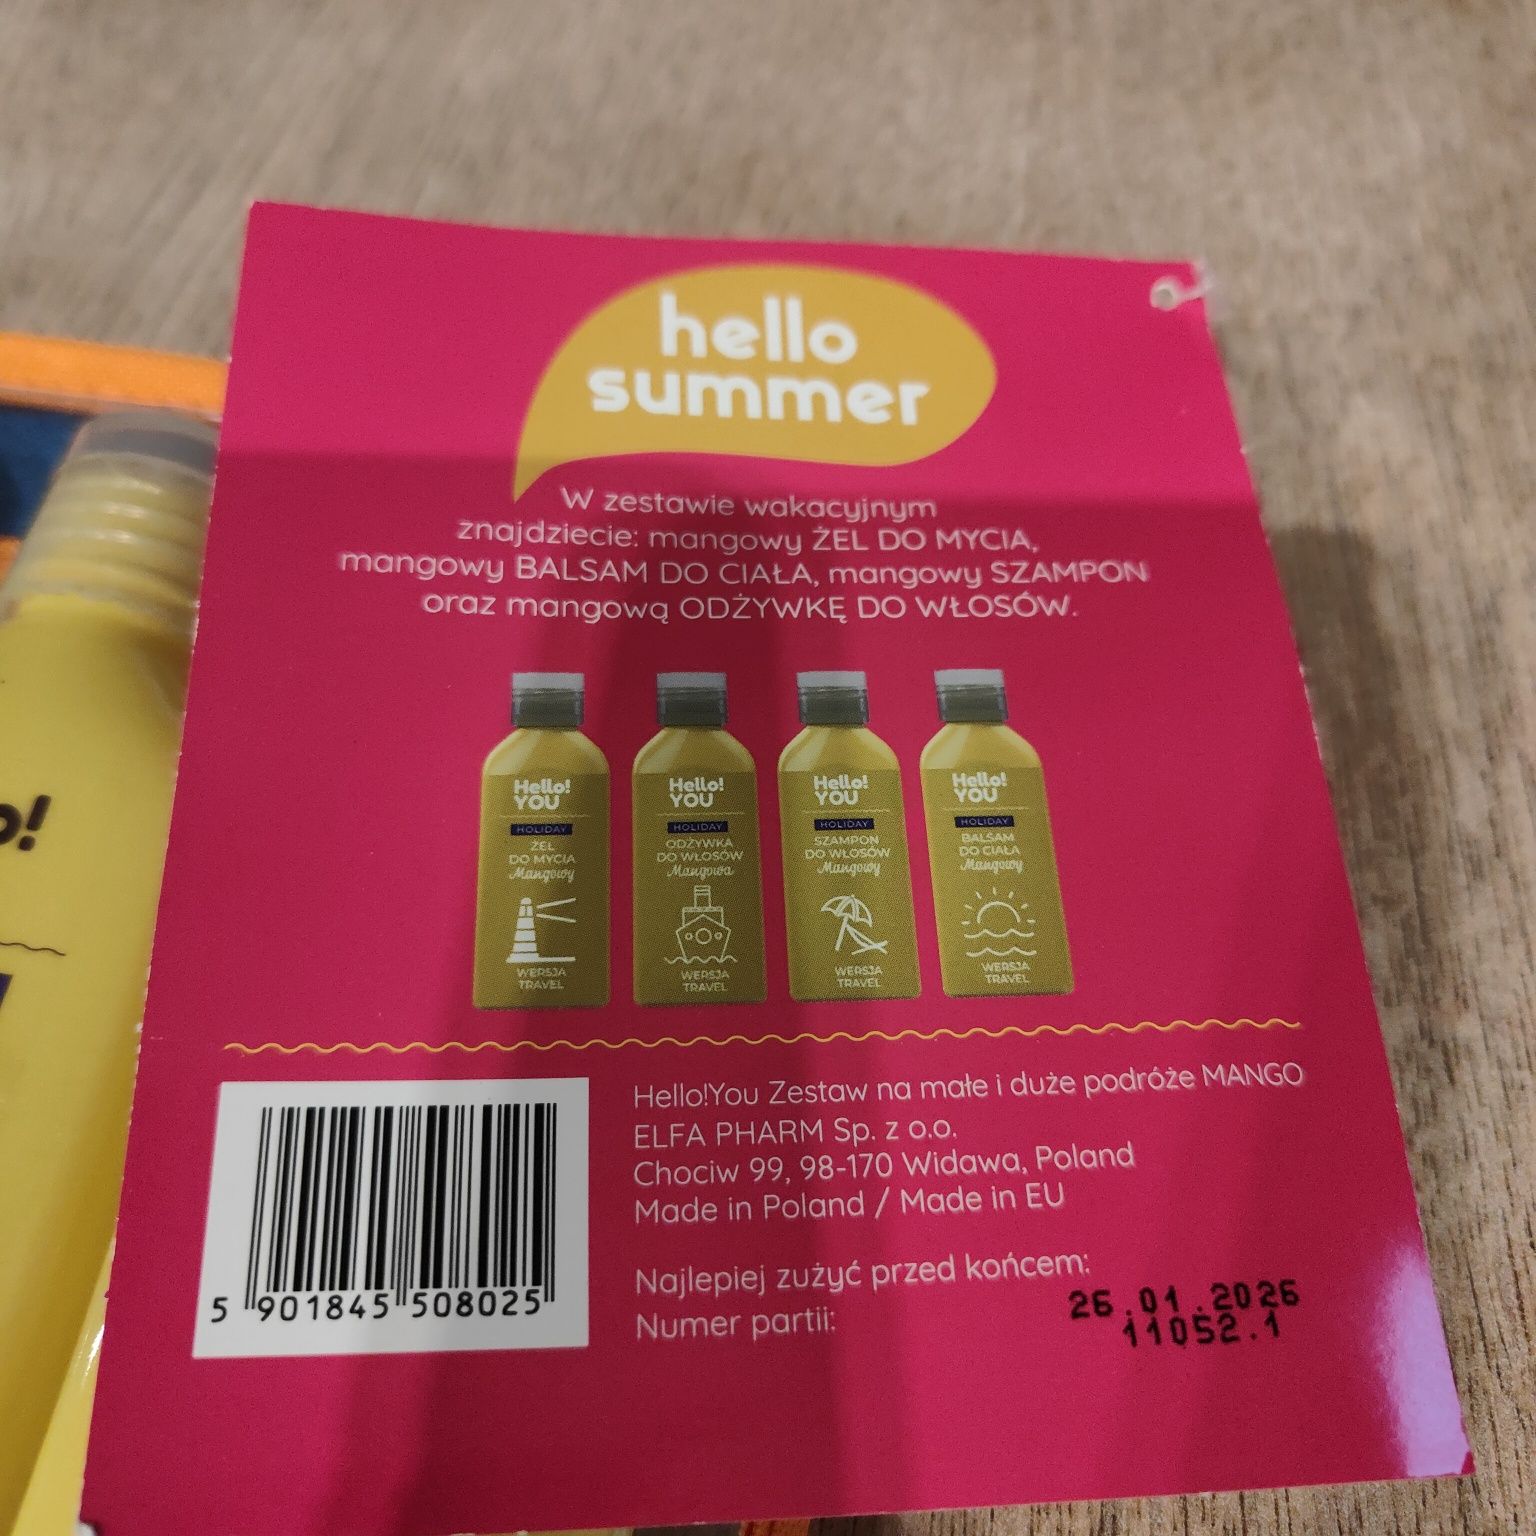 hello
summer
W zestawie wakacyjnym
znajdziecie: mangowy ŻEL DO MYCIA,
mangowy BALSAM DO CIAŁA, mangowy SZAMPON
oraz mangową ODŻYWKĘ DO WŁOSÓW.
Hello!
YOU
HOLIDAY
ŻEL
DO MYCIA
Mangowy
WERSJA
TRAVEL
Hello!
YOU
HOLIDAY
ODŻYWKA
DO WŁOSÓW
Mangowa
WERSJA
TRAVEL
Hello!
YOU
HOLIDAY
SZAMPON
DO WŁOSÓW
Mangowy
WERSJA
TRAVEL
Hello!
YOU
HOLIDAY
BALSAM
DO CIAŁA
Mangowy
WERSJA
TRAVEL
Hello!You Zestaw na małe i duże podróże MANGO
ELFA PHARM Sp. z o.o.
Chociw 99, 98-170 Widawa, Poland
Made in Poland / Made in EU
Najlepiej zużyć przed końcem: 26.01.2026
Numer partii: 11052.1
5 901845 508025